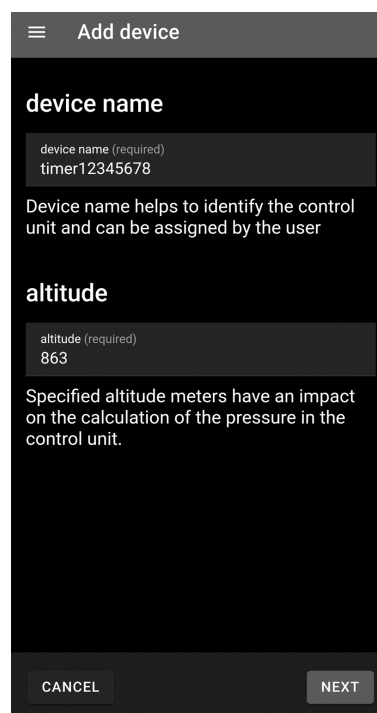 Add device
device name
device name (required)
timer12345678
Device name helps to identify the control
unit and can be assigned by the user
altitude
altitude (required)
863
Specified altitude meters have an impact
on the calculation of the pressure in the
control unit.
CANCEL
NEXT